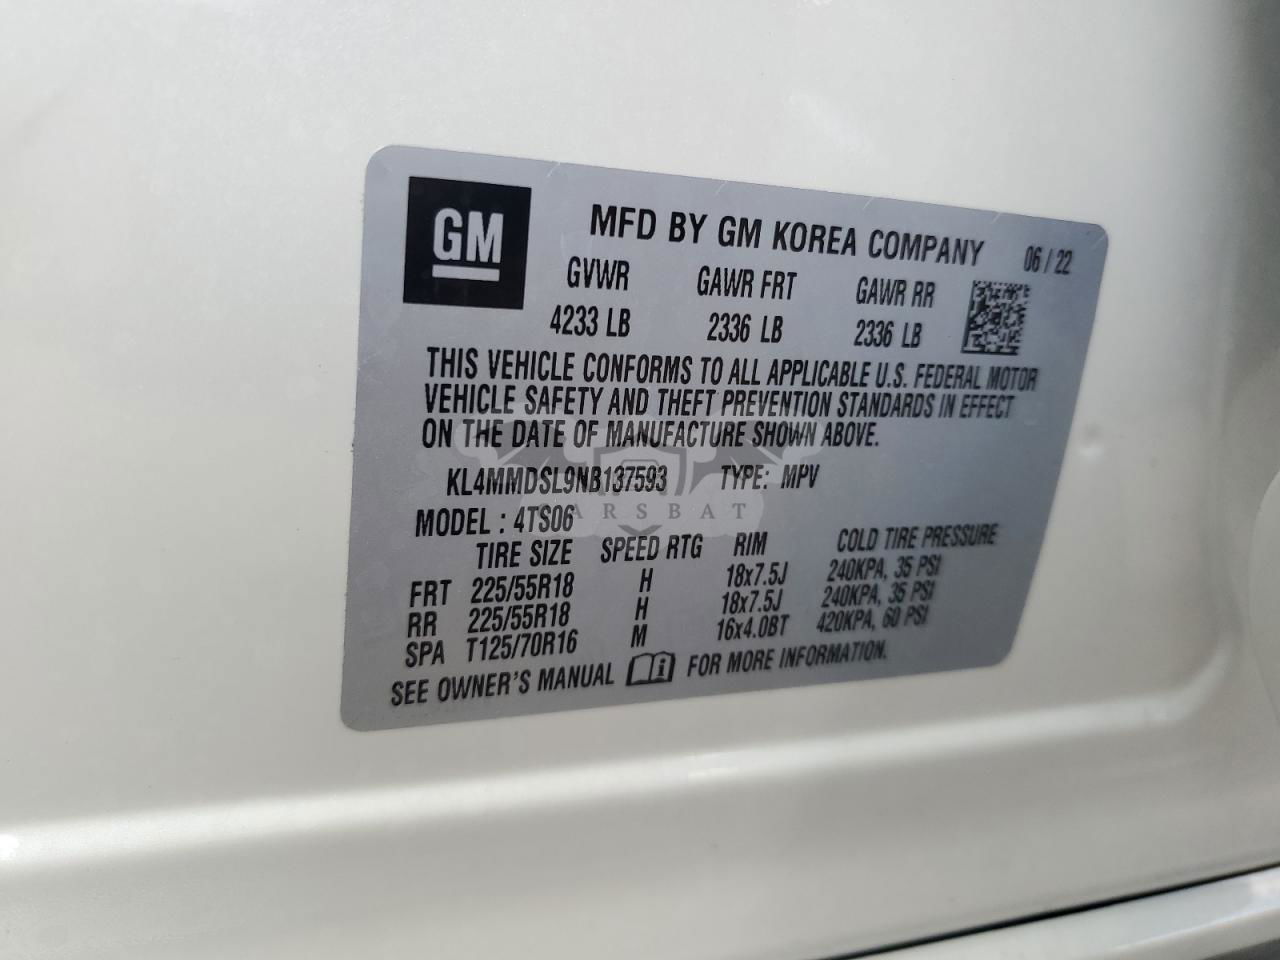 GM
MFD BY GM KOREA COMPANY 06 / 22
GVWR GAWR FRT GAWR RR
4233 LB 2336 LB 2336 LB
THIS VEHICLE CONFORMS TO ALL APPLICABLE U.S. FEDERAL MOTOR
VEHICLE SAFETY AND THEFT PREVENTION STANDARDS IN EFFECT
ON THE DATE OF MANUFACTURE SHOWN ABOVE.
KL4MMDSL9NB137593 TYPE: MPV
CARSBAT
MODEL : 4TS06
TIRE SIZE SPEED RTG RIM COLD TIRE PRESSURE
FRT 225/55R18 H 18x7.5J 240KPA, 35 PSI
RR 225/55R18 H 18x7.5J 240KPA, 35 PSI
SPA T125/70R16 M 16x4.0BT 420KPA, 60 PSI
SEE OWNER'S MANUAL FOR MORE INFORMATION.